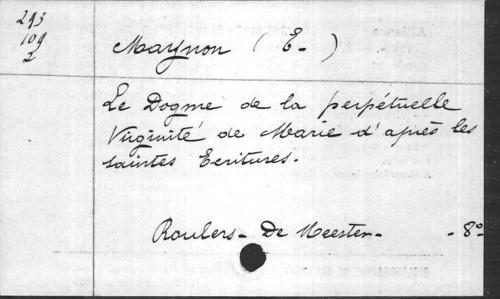 293
109
2
Maynon (E.)
Le Dogme de la perpétuelle
Virginité de Marie d'après les
saintes Ecritures.
Roulers - De Meester - - 8°